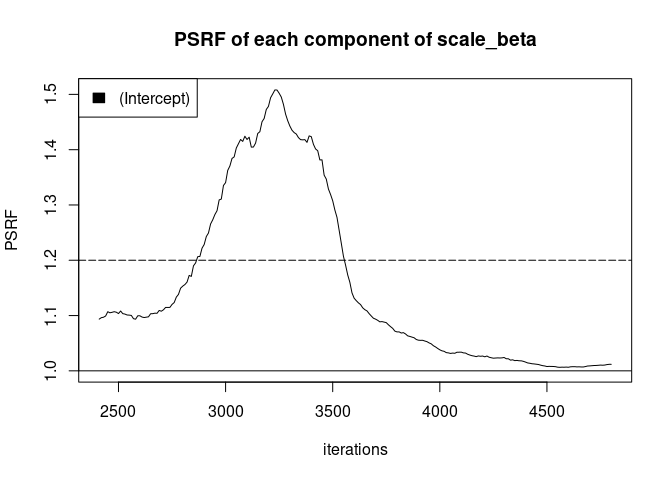 PSRF of each component of scale_beta
(Intercept)
PSRF
1.5
1.4
1.3
1.2
1.1
1.0
2500 3000 3500 4000 4500
iterations